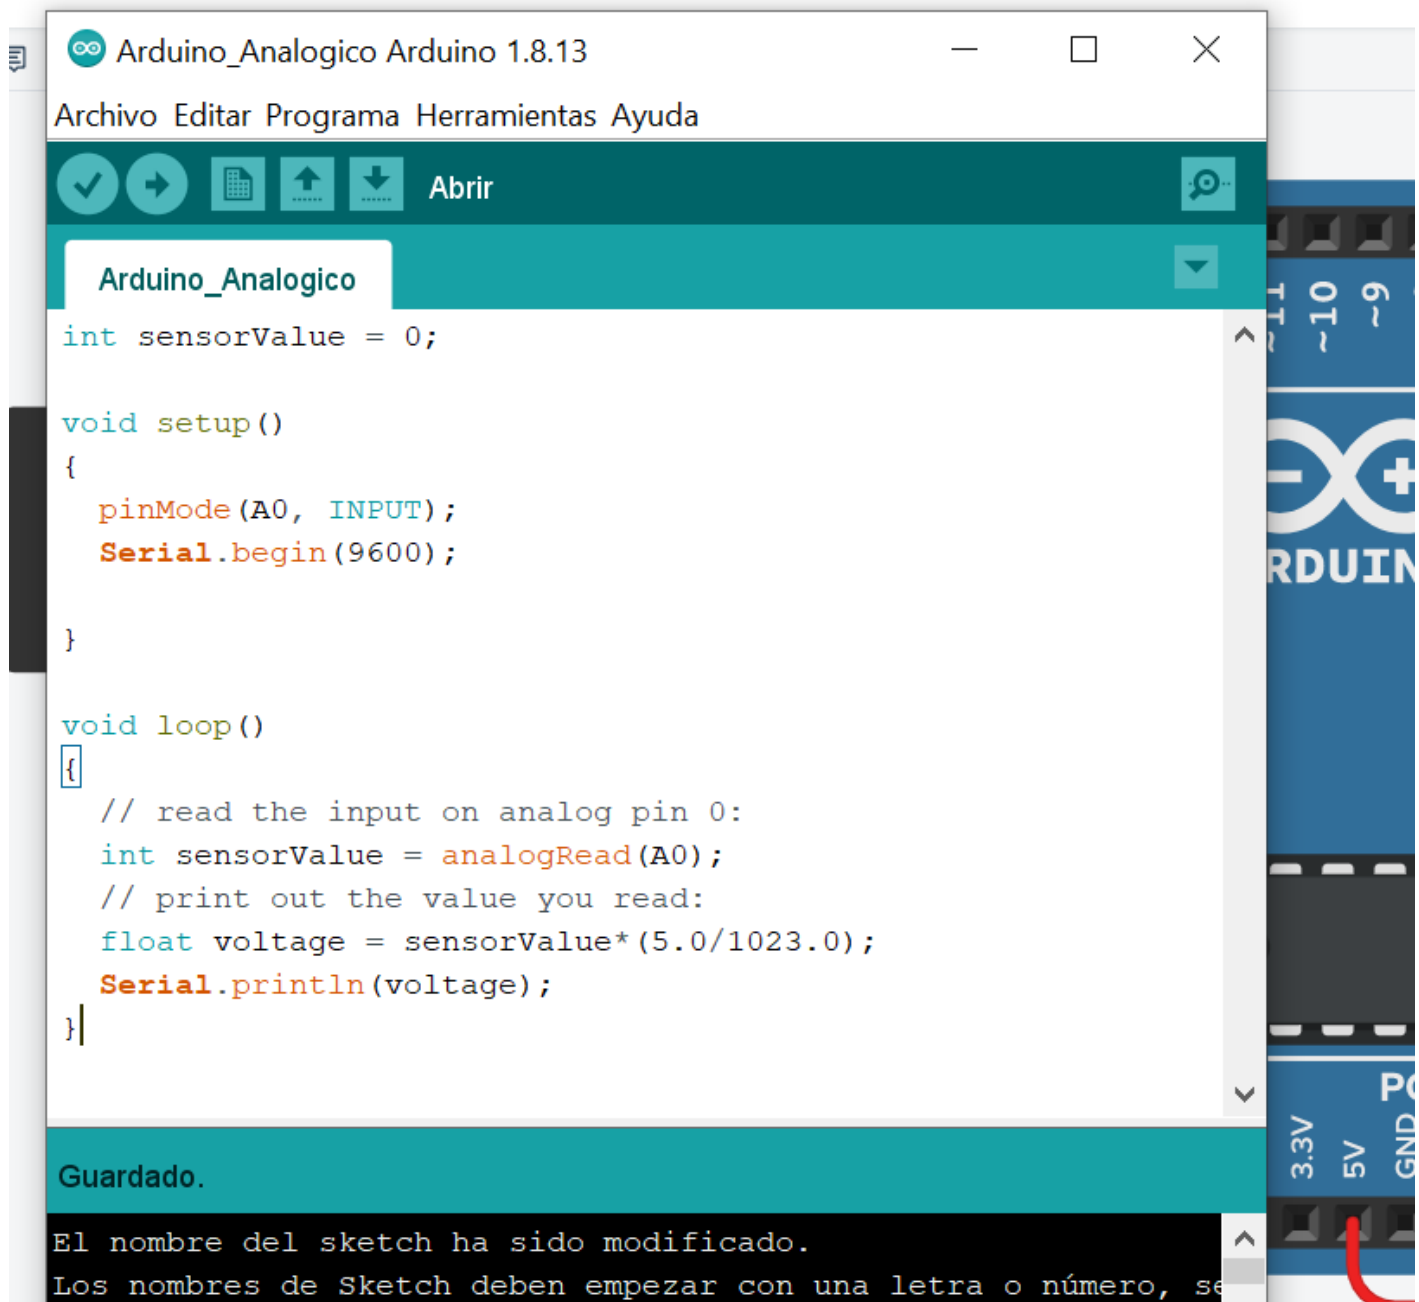 Arduino_Analogico Arduino 1.8.13
Archivo Editar Programa Herramientas Ayuda
Abrir
Arduino_Analogico
int sensorValue = 0;
void setup()
{
pinMode(A0, INPUT);
Serial.begin(9600);
}
void loop()
{
// read the input on analog pin 0:
int sensorValue = analogRead(A0);
// print out the value you read:
float voltage = sensorValue*(5.0/1023.0);
Serial.println(voltage);
}
Guardado.
El nombre del sketch ha sido modificado.
Los nombres de Sketch deben empezar con una letra o número, se
~11
~10
~9
RDUIN
PO
3.3V
5V
GND